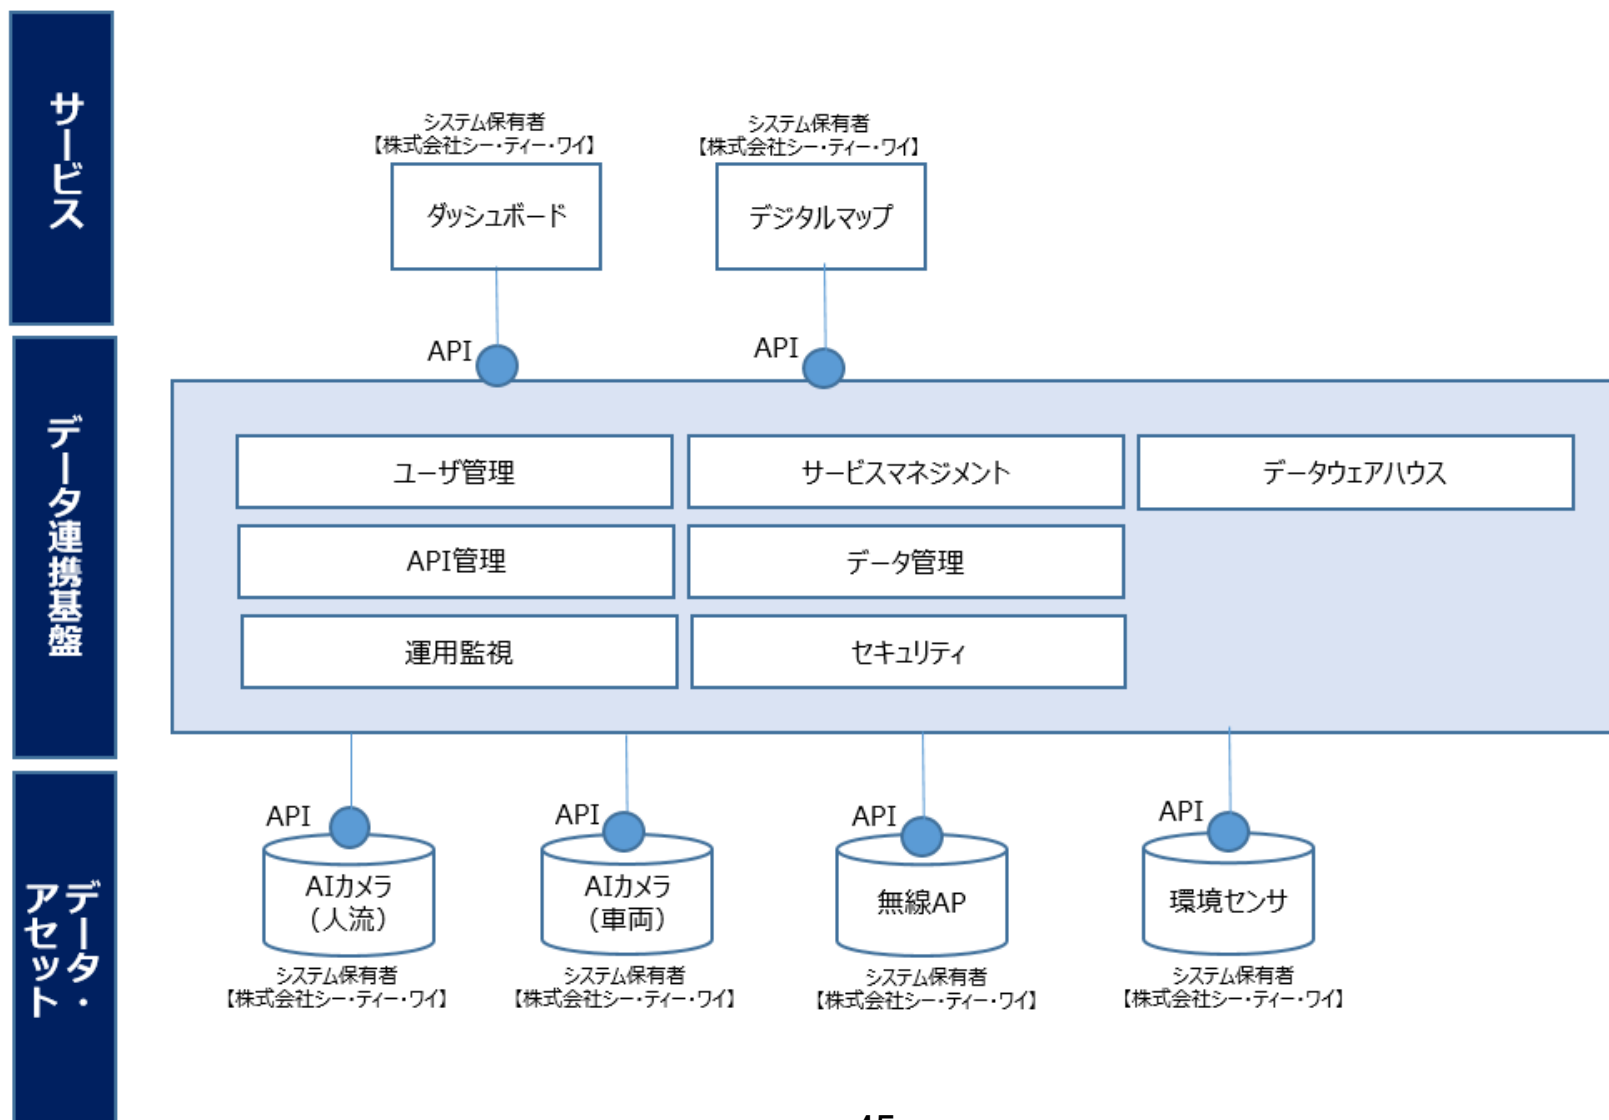 サービス
システム保有者
【株式会社シー・ティー・ワイ】
ダッシュボード
システム保有者
【株式会社シー・ティー・ワイ】
デジタルマップ
API
API
データ連携基盤
ユーザ管理
サービスマネジメント
データウェアハウス
API管理
データ管理
運用監視
セキュリティ
データ・
アセット
API
AIカメラ
(人流)
システム保有者
【株式会社シー・ティー・ワイ】
API
AIカメラ
(車両)
システム保有者
【株式会社シー・ティー・ワイ】
API
無線AP
システム保有者
【株式会社シー・ティー・ワイ】
API
環境センサ
システム保有者
【株式会社シー・ティー・ワイ】